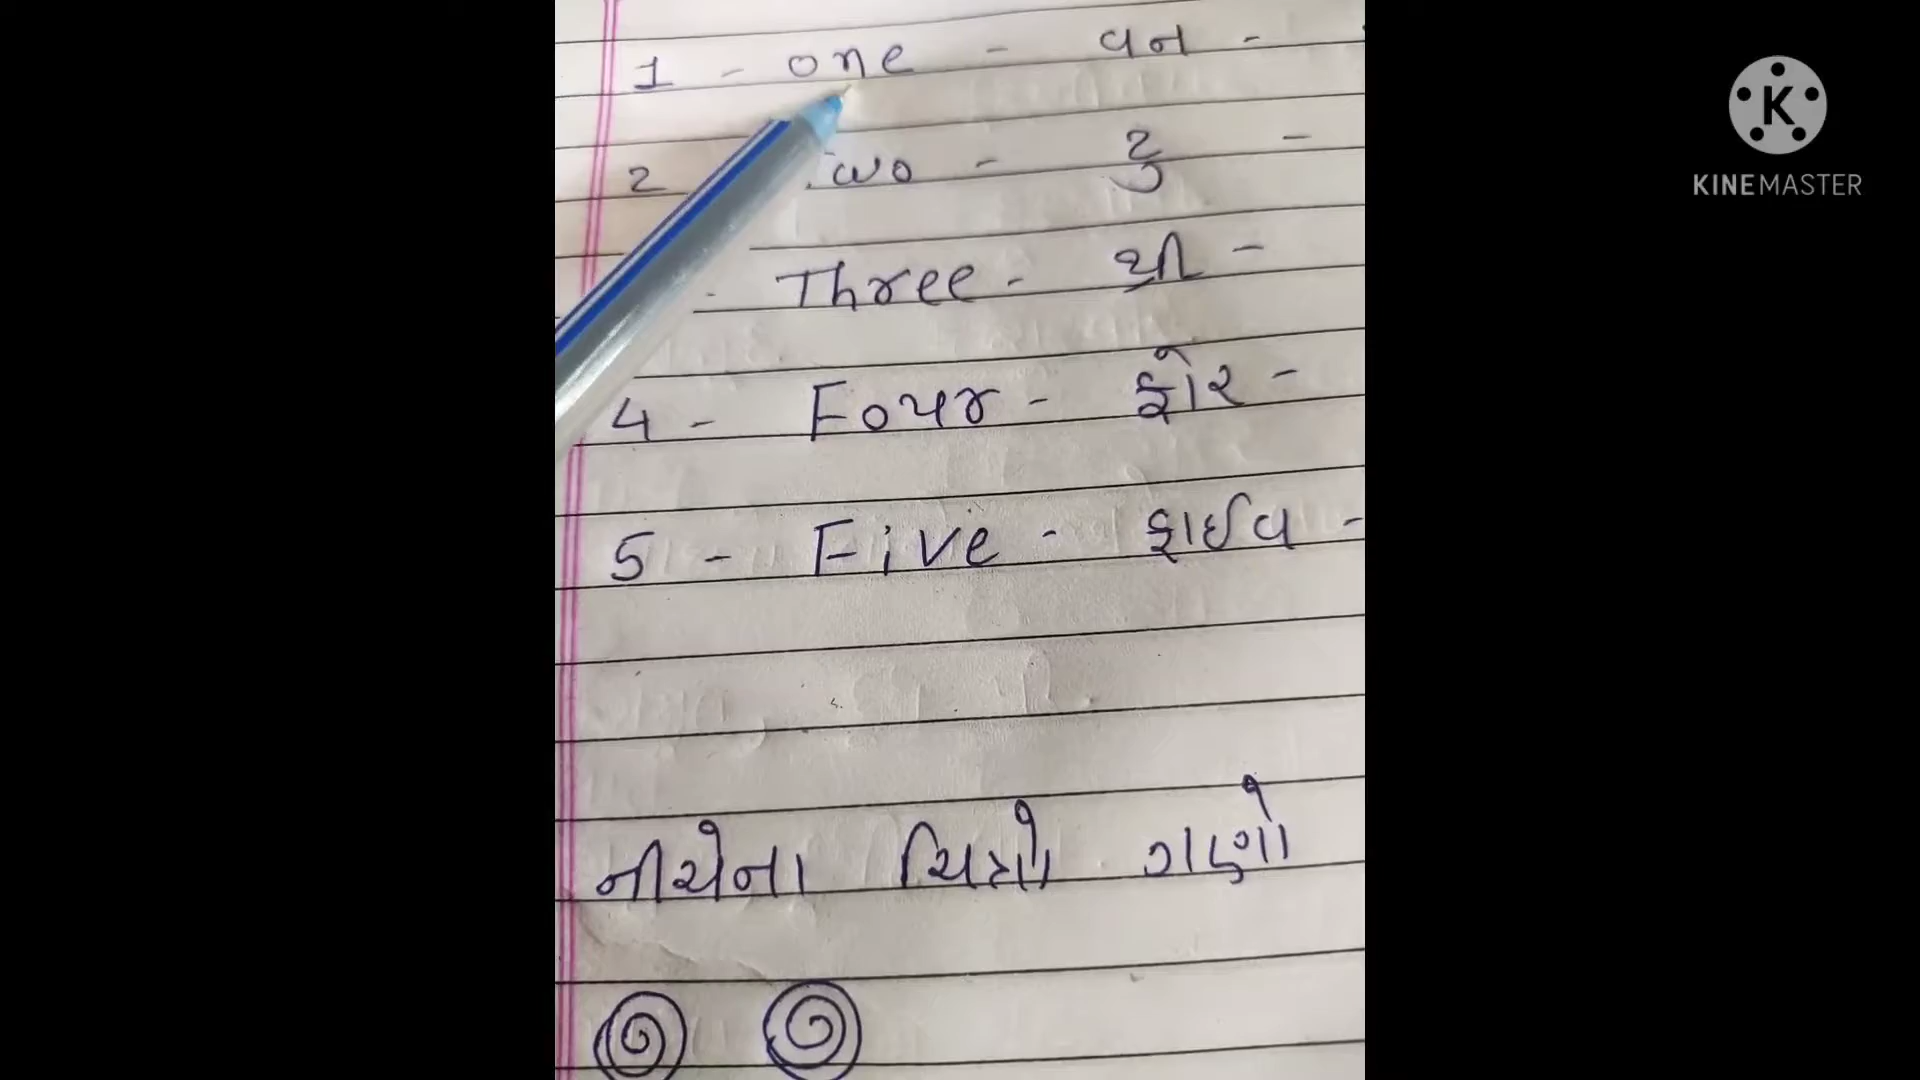 1 - one - વન -
2 two - ટુ -
- Three - થ્રી -
4 - Four - ફોર -
5 - Five - ફાઈવ -
નીચેના ચિત્રો ગણો
K
KINEMASTER